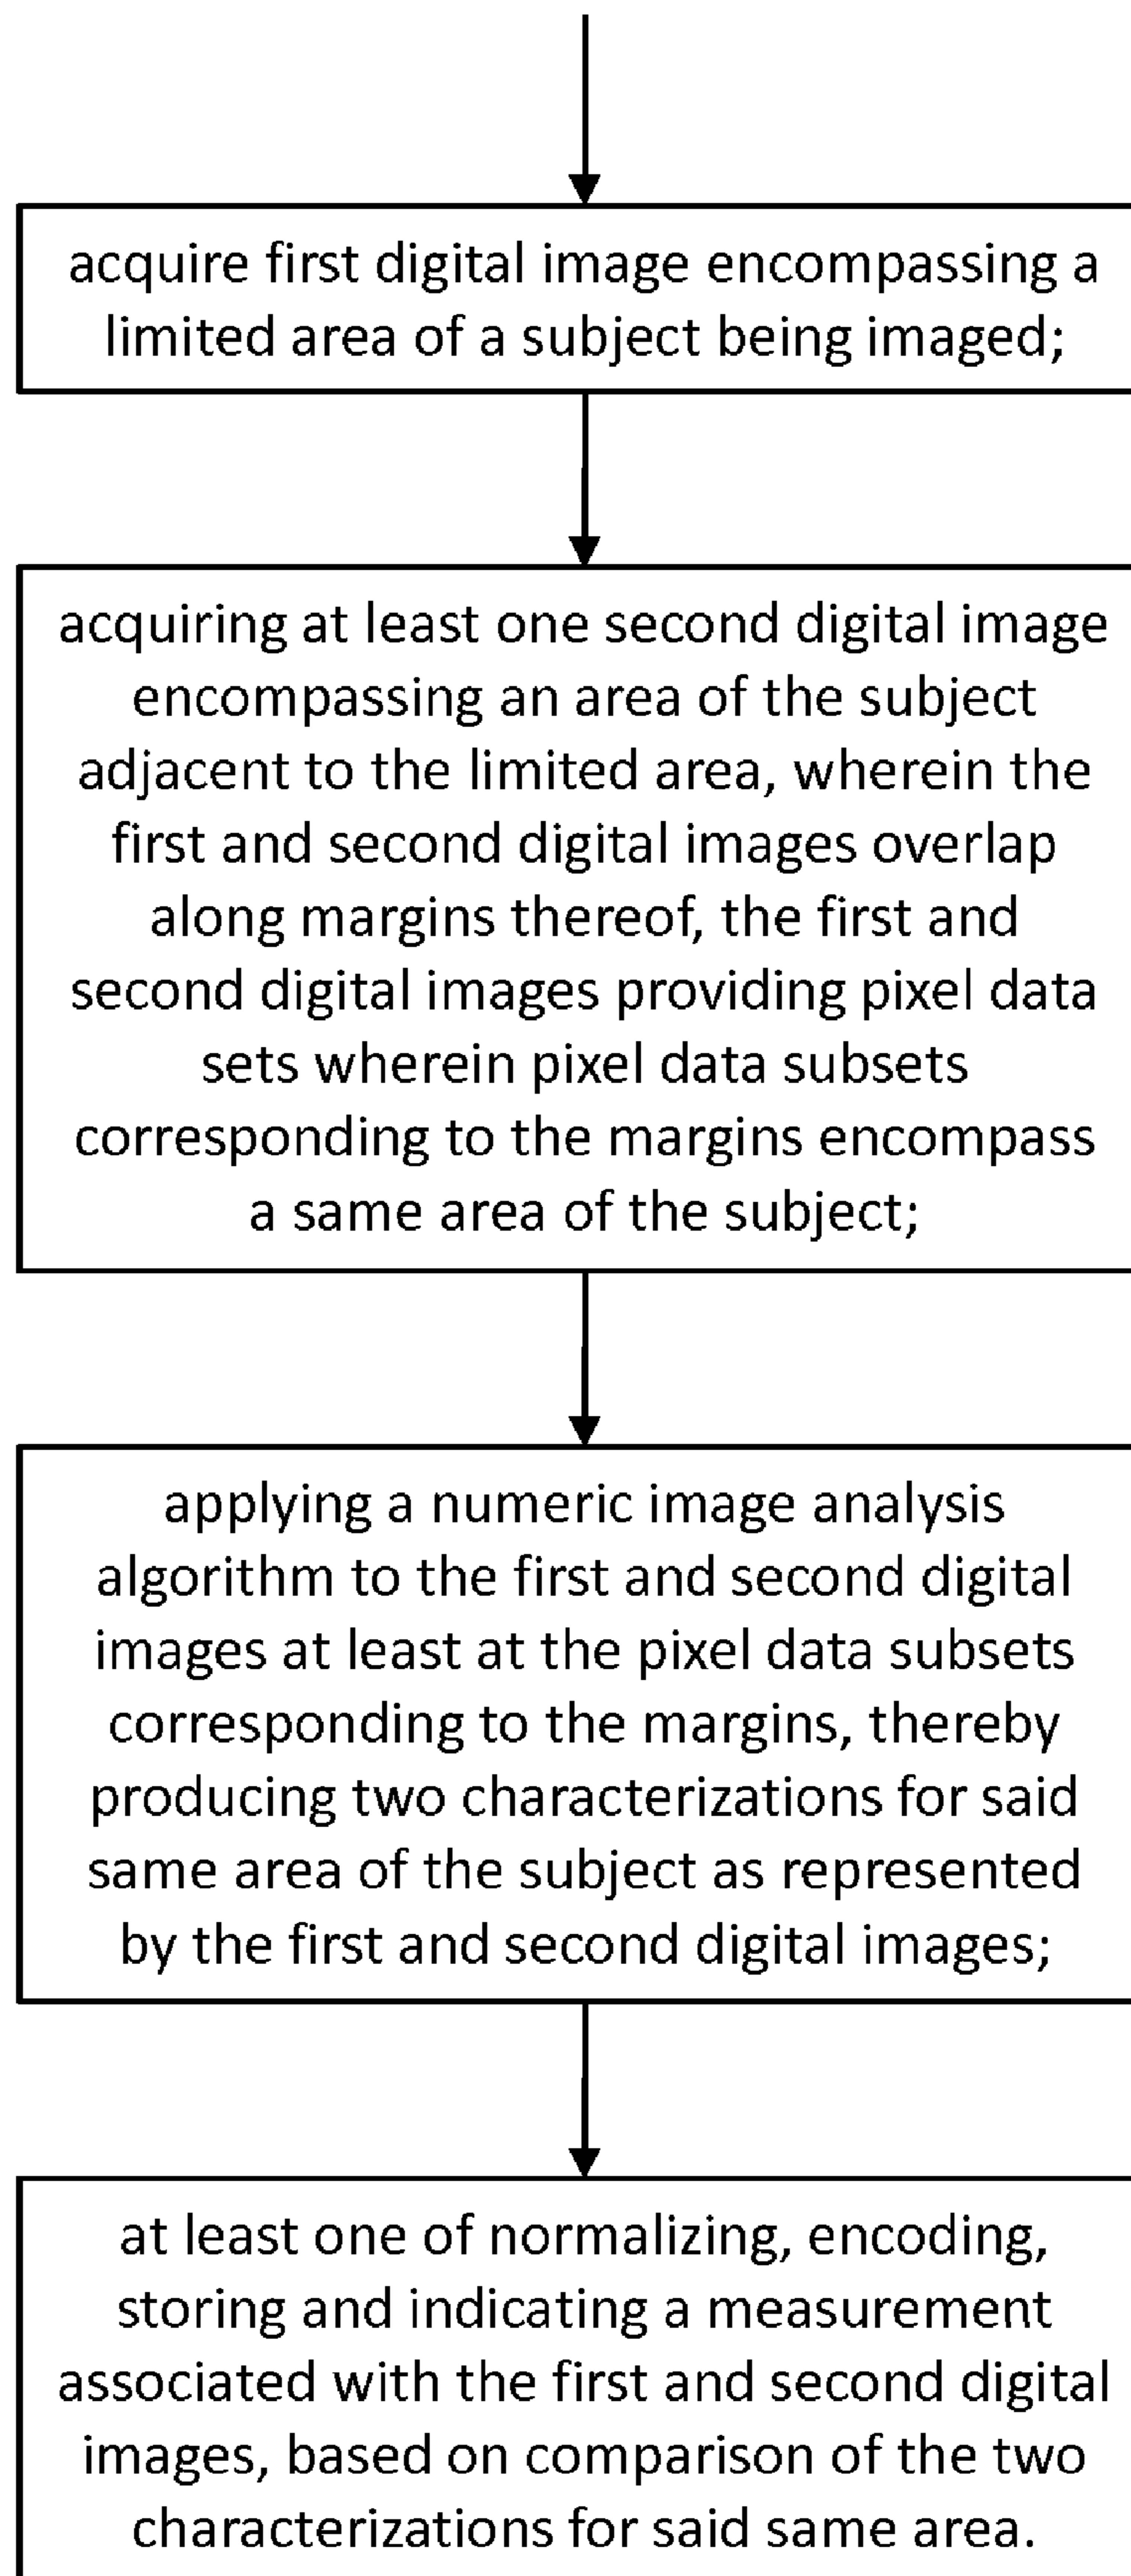 acquire first digital image encompassing a
limited area of a subject being imaged;
acquiring at least one second digital image
encompassing an area of the subject
adjacent to the limited area, wherein the
first and second digital images overlap
along margins thereof, the first and
second digital images providing pixel data
sets wherein pixel data subsets
corresponding to the margins encompass
a same area of the subject;
applying a numeric image analysis
algorithm to the first and second digital
images at least at the pixel data subsets
corresponding to the margins, thereby
producing two characterizations for said
same area of the subject as represented
by the first and second digital images;
at least one of normalizing, encoding,
storing and indicating a measurement
associated with the first and second digital
images, based on comparison of the two
characterizations for said same area.